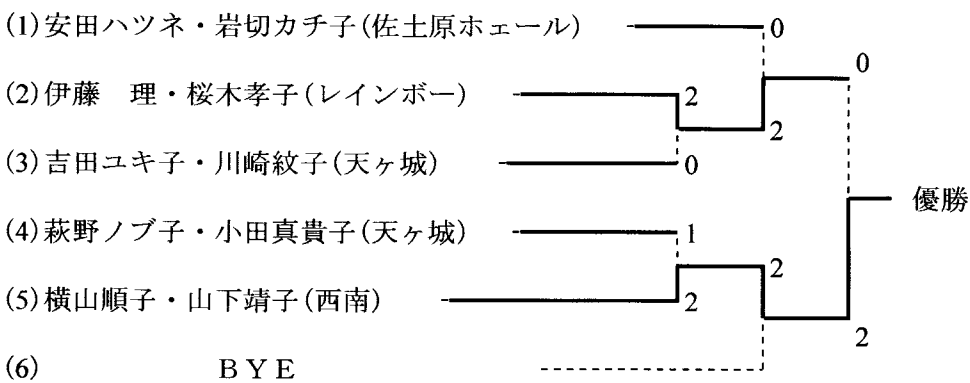 (1)安田ハツネ・岩切カチ子(佐土原ホェール) 0
0
(2)伊藤 理・桜木孝子(レインボー) 2
2
(3)吉田ユキ子・川崎紋子(天ヶ城) 0
優勝
(4)萩野ノブ子・小田真貴子(天ヶ城) 1
2
(5)横山順子・山下靖子(西南) 2
2
(6) BYE